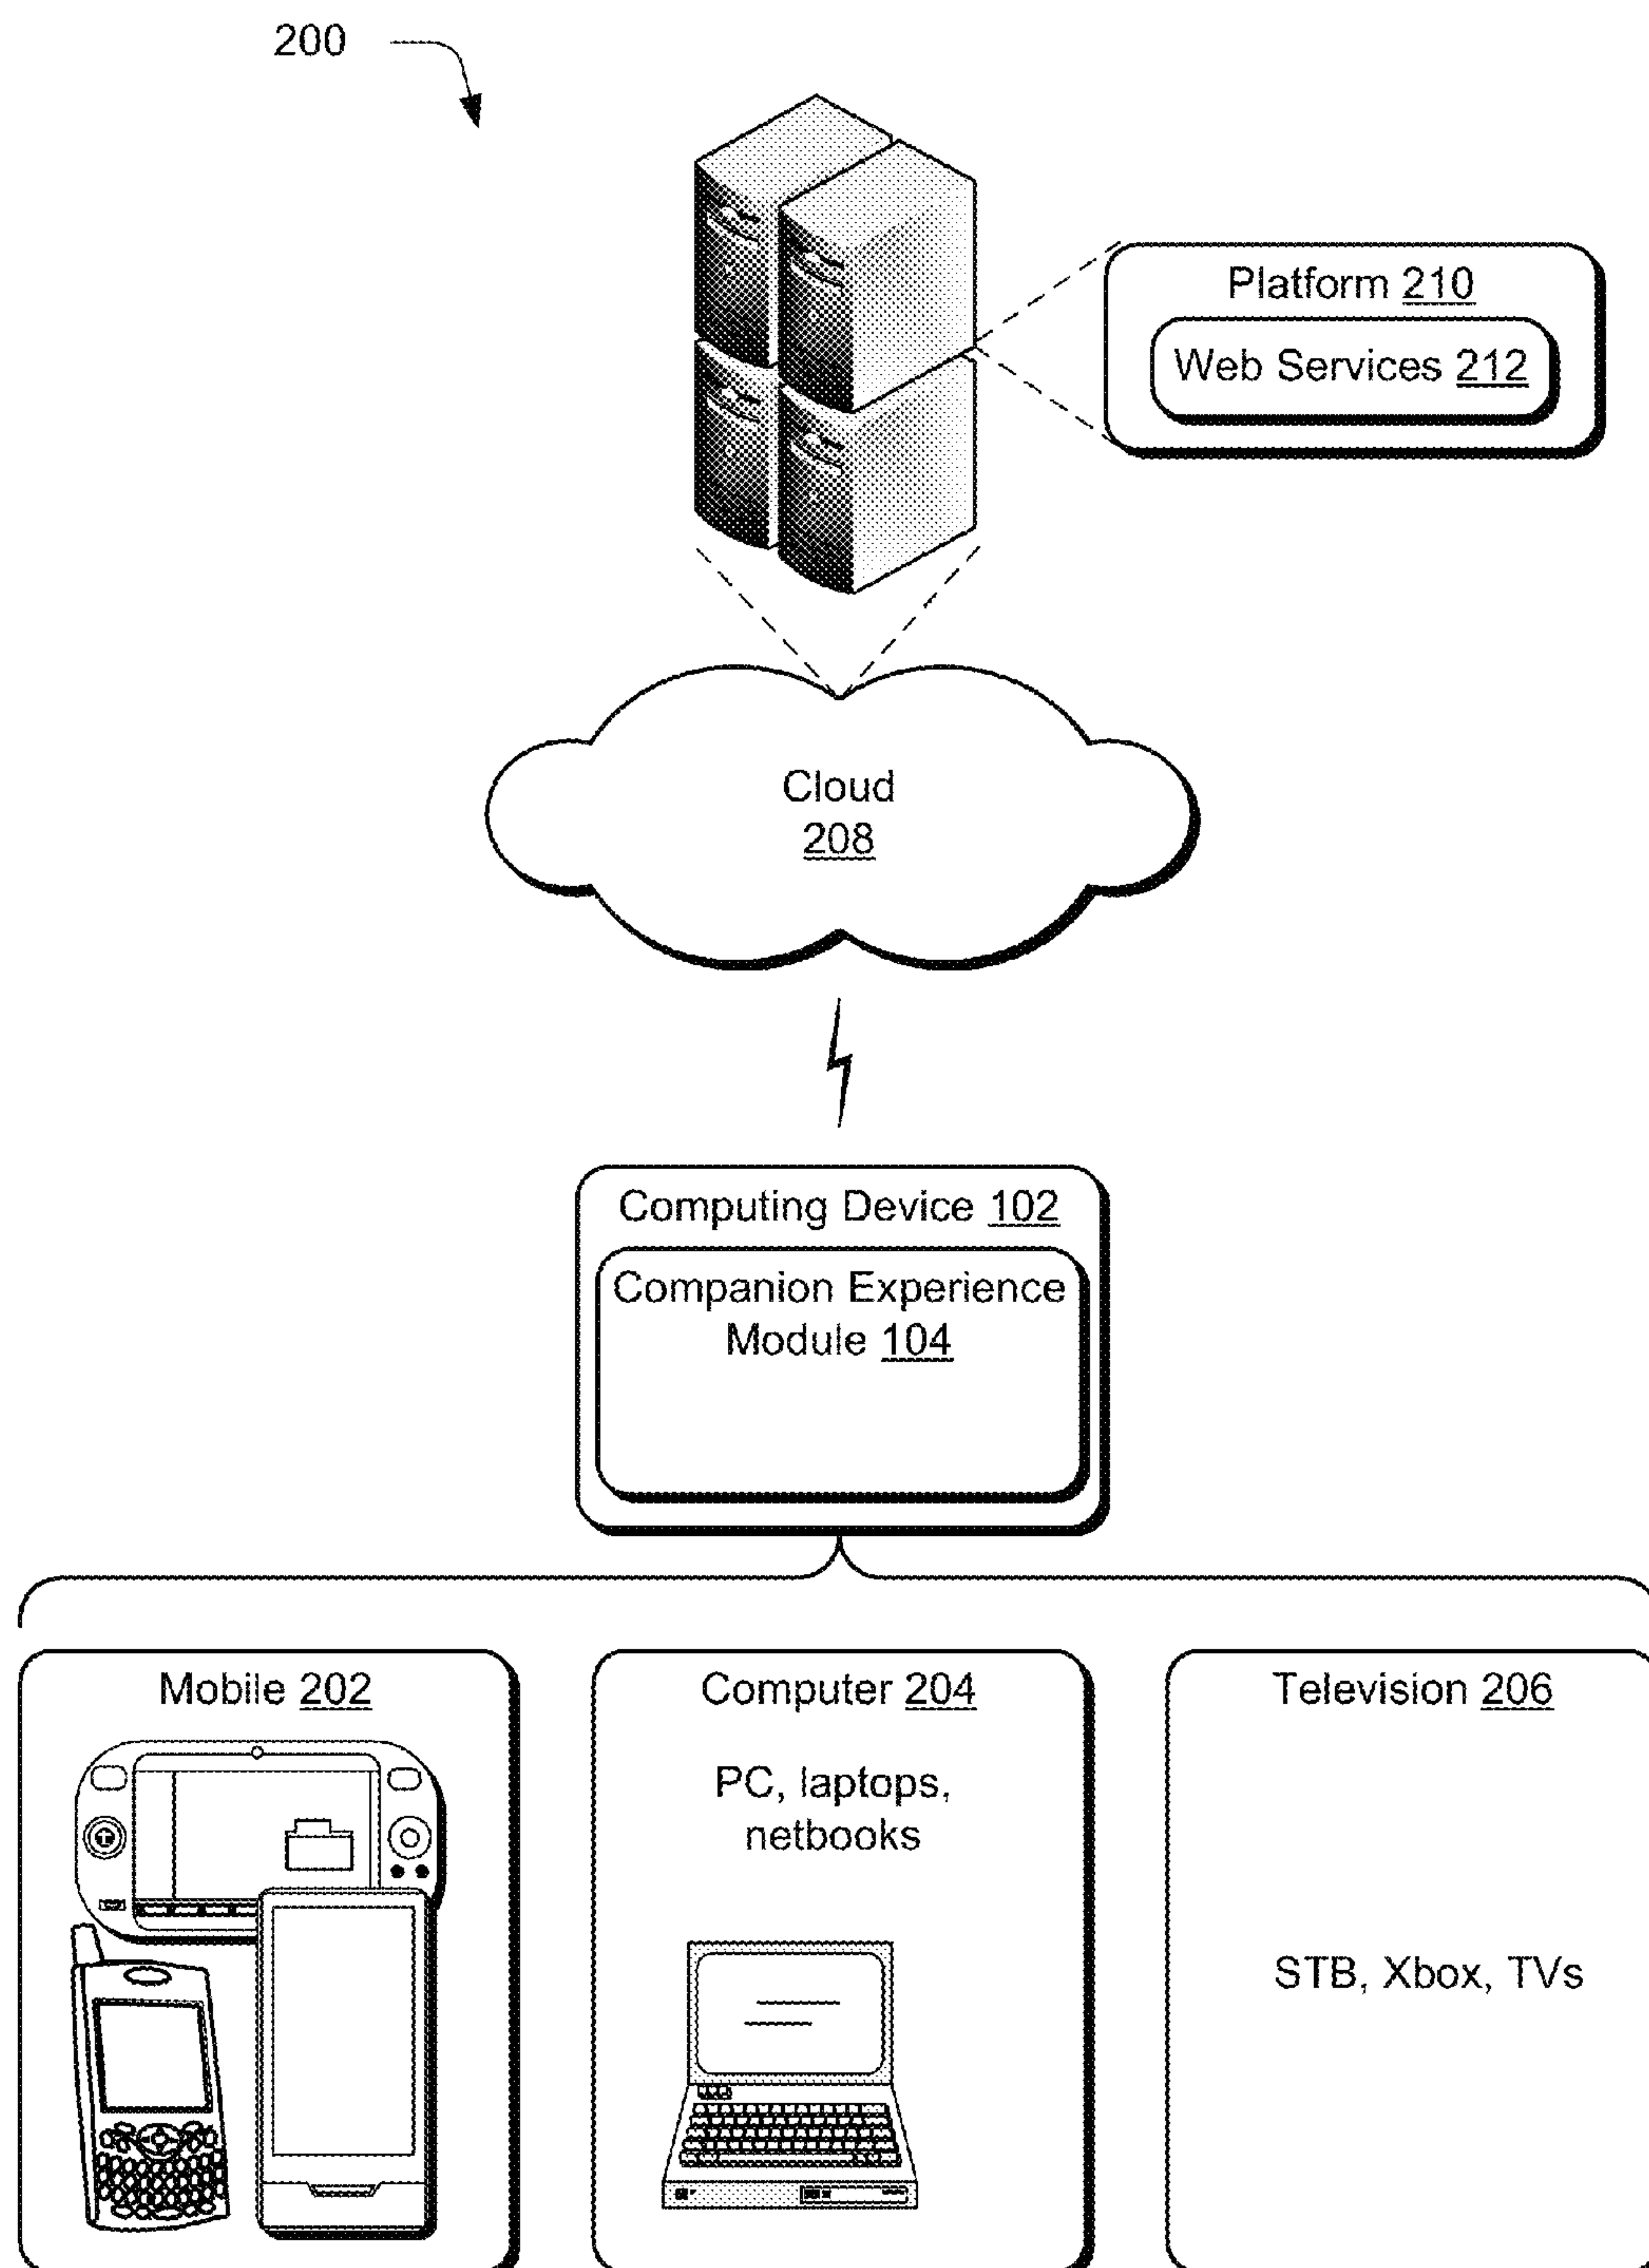 200
Platform 210
Web Services 212
Cloud
208
Computing Device 102
Companion Experience
Module 104
Mobile 202
Computer 204
PC, laptops,
netbooks
Television 206
STB, Xbox, TVs